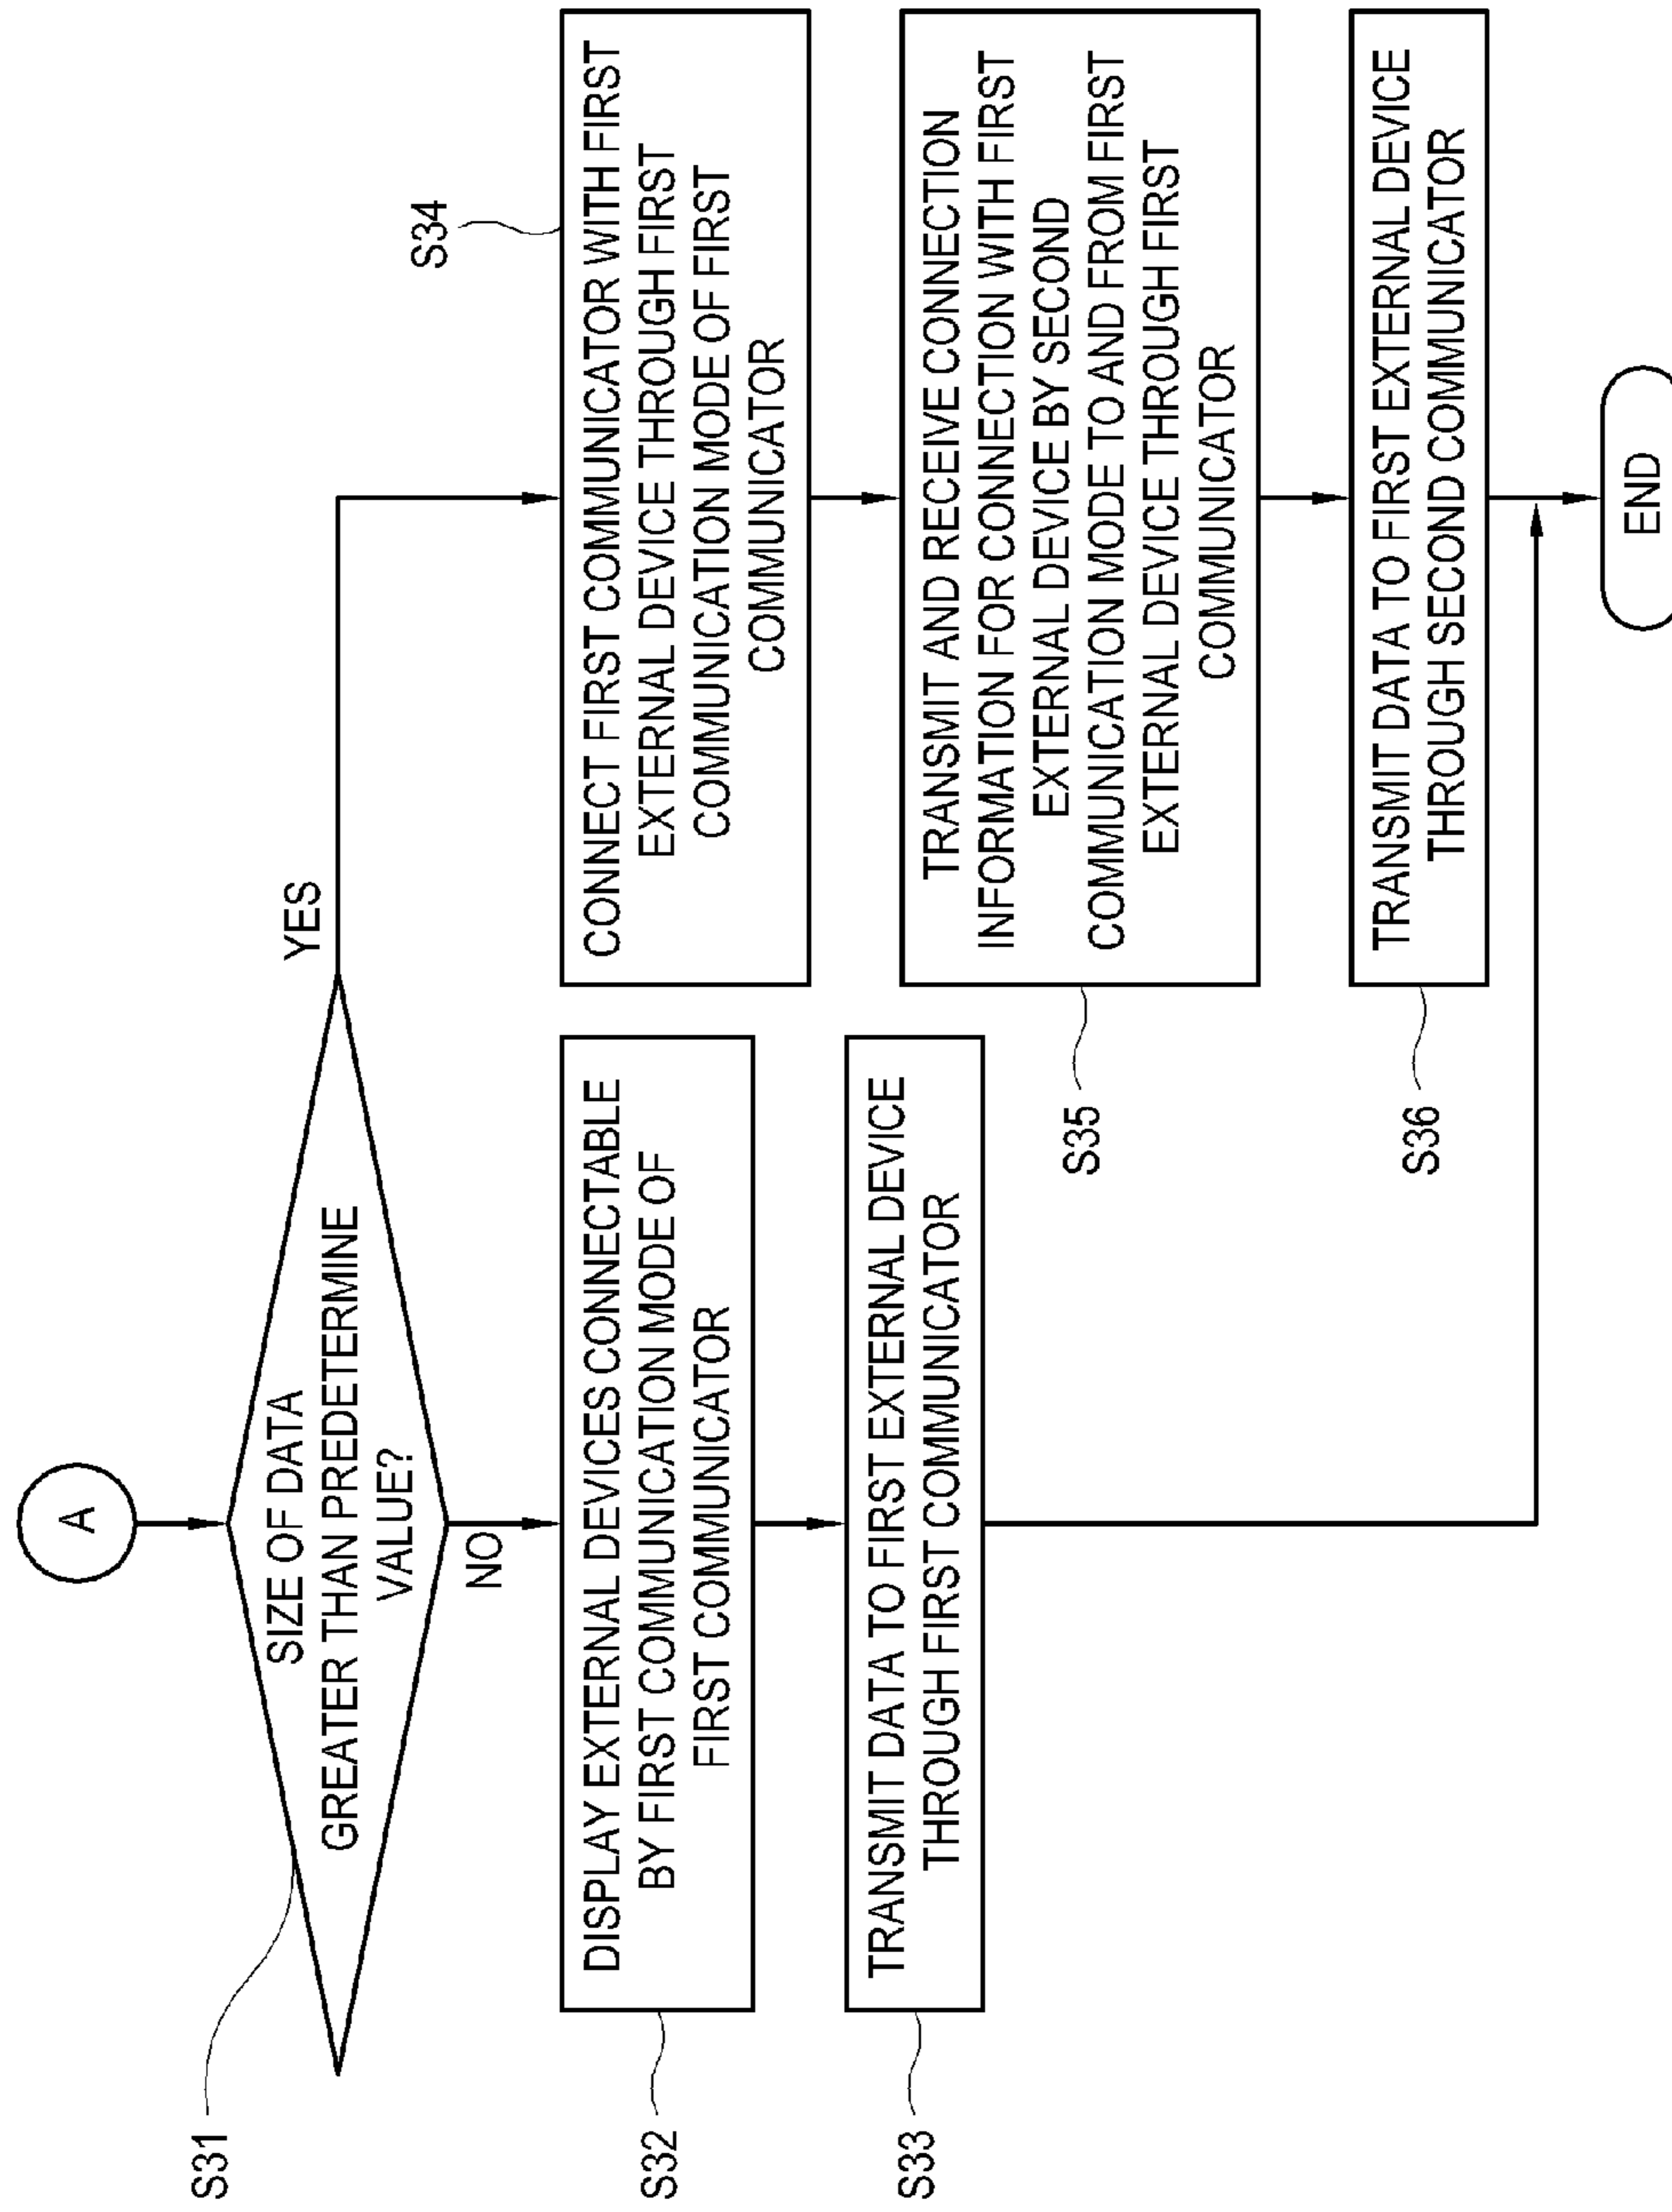 A
SIZE OF DATA
GREATER THAN PREDETERMINE
VALUE?
S31
YES
NO
DISPLAY EXTERNAL DEVICES CONNECTABLE
BY FIRST COMMUNICATION MODE OF
FIRST COMMUNICATOR
S32
TRANSMIT DATA TO FIRST EXTERNAL DEVICE
THROUGH FIRST COMMUNICATOR
S33
S34
CONNECT FIRST COMMUNICATOR WITH FIRST
EXTERNAL DEVICE THROUGH FIRST
COMMUNICATION MODE OF FIRST
COMMUNICATOR
TRANSMIT AND RECEIVE CONNECTION
INFORMATION FOR CONNECTION WITH FIRST
EXTERNAL DEVICE BY SECOND
COMMUNICATION MODE TO AND FROM FIRST
EXTERNAL DEVICE THROUGH FIRST
COMMUNICATOR
S35
TRANSMIT DATA TO FIRST EXTERNAL DEVICE
THROUGH SECOND COMMUNICATOR
S36
END